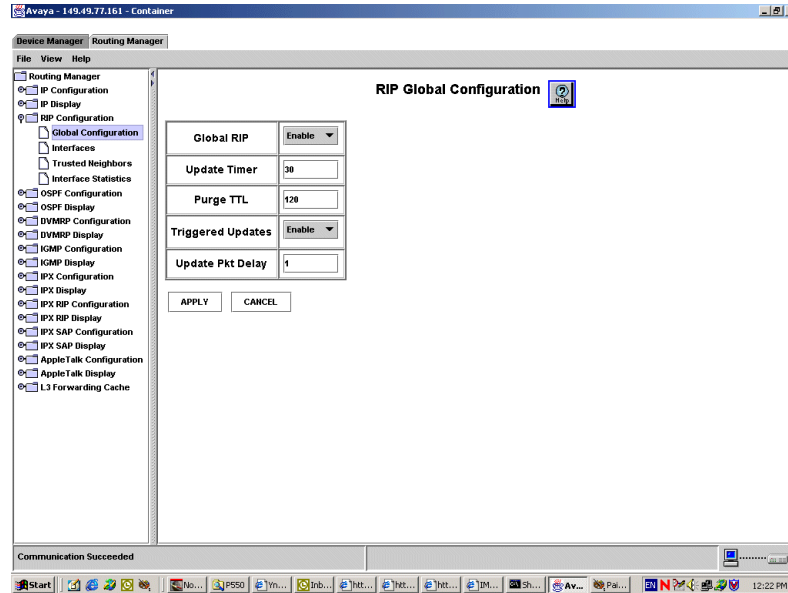 Avaya - 149.49.77.161 - Container
Device Manager Routing Manager
File View Help
Routing Manager
IP Configuration
IP Display
RIP Configuration
Global Configuration
Interfaces
Trusted Neighbors
Interface Statistics
OSPF Configuration
OSPF Display
DVMRP Configuration
DVMRP Display
IGMP Configuration
IGMP Display
IPX Configuration
IPX Display
IPX RIP Configuration
IPX RIP Display
IPX SAP Configuration
IPX SAP Display
AppleTalk Configuration
AppleTalk Display
L3 Forwarding Cache
RIP Global Configuration
Help
Global RIP Enable
Update Timer 30
Purge TTL 120
Triggered Updates Enable
Update Pkt Delay 1
APPLY CANCEL
Communication Succeeded
Start No... P550 Yn... Inb... htt... htt... htt... IM... Sh... Av... Pai... EN 12:22 PM